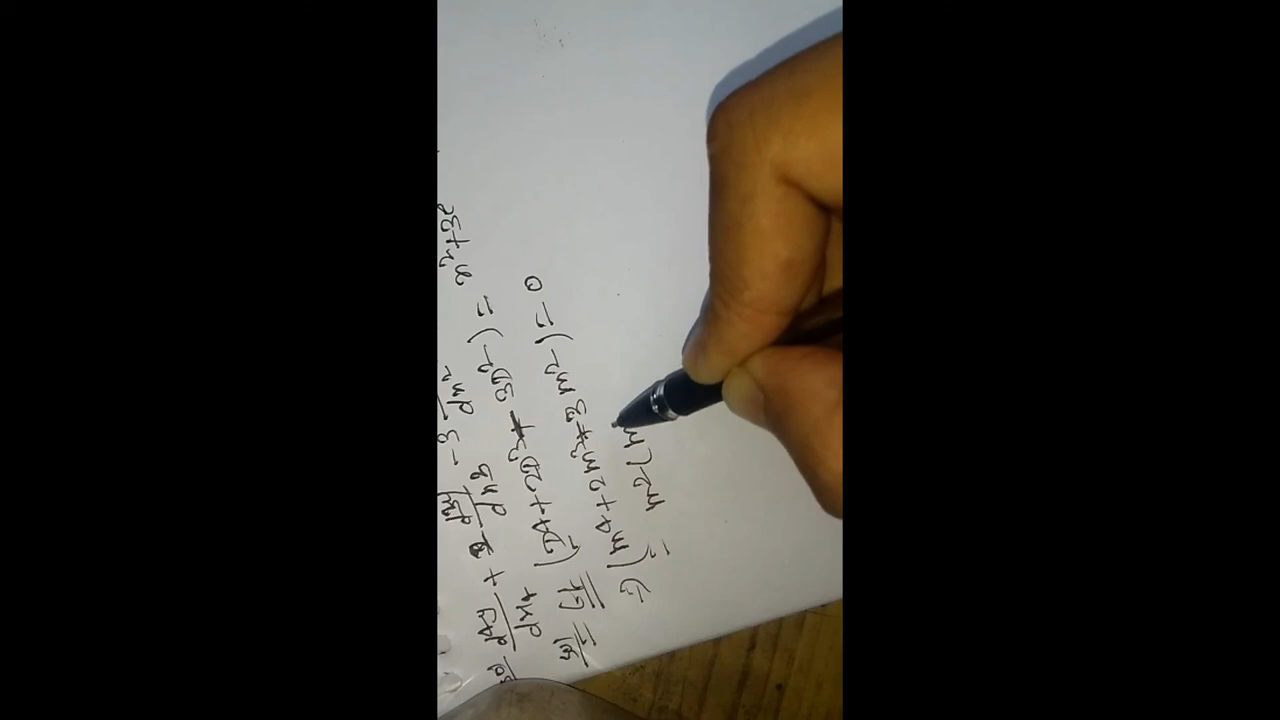 d⁴y/dx⁴ + 2 d³y/dx³ - 3 d²y/dx² = x² + 3e
(D⁴ + 2D³ - 3D²) =
⇒ (m⁴ + 2m³ - 3m²) = 0
= m² (m